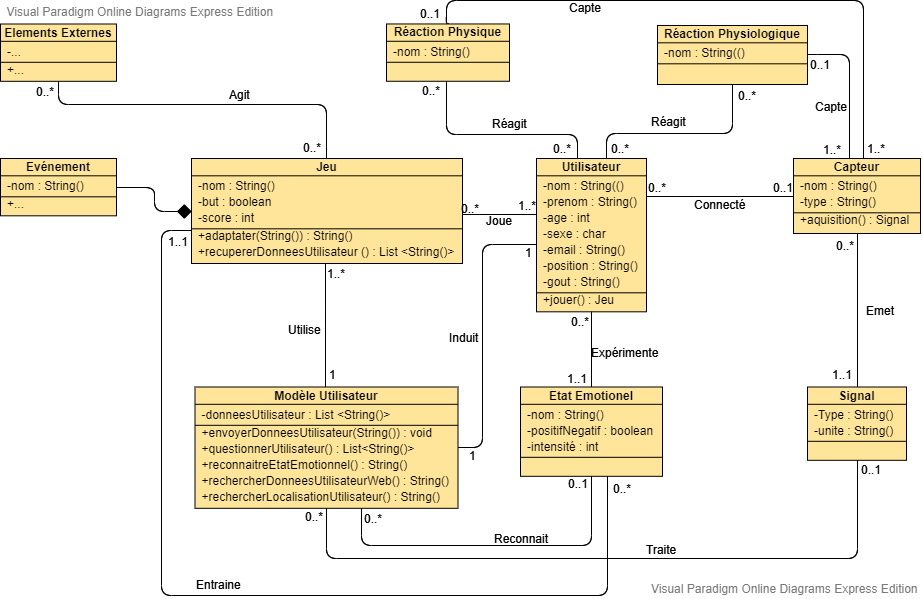 Visual Paradigm Online Diagrams Express Edition
Capte
0..1
Elements Externes
-...
+...
0..*
Agit
0..*
Réaction Physique
-nom : String()
0..*
Réagit
0..*
Réaction Physiologique
-nom : String(()
0..1
0..*
Réagit
0..*
Capte
1..*
1..*
Evénement
-nom : String()
+...
Jeu
-nom : String()
-but : boolean
-score : int
+adaptater(String()) : String()
+recupererDonneesUtilisateur () : List <String()>
0..*
1..*
Joue
Utilisateur
-nom : String(()
-prenom : String()
-age : int
-sexe : char
-email : String()
-position : String()
-gout : String()
+jouer() : Jeu
0..*
0..1
Connecté
Capteur
-nom : String()
-type : String()
+aquisition() : Signal
1..1
1..*
Utilise
1
1
Induit
1
0..*
Expérimente
1..1
0..*
Emet
1..1
Modèle Utilisateur
-donneesUtilisateur : List <String()>
+envoyerDonneesUtilisateur(String()) : void
+questionnerUtilisateur() : List<String()>
+reconnaitreEtatEmotionnel() : String()
+rechercherDonneesUtilisateurWeb() : String()
+rechercherLocalisationUtilisateur() : String()
Etat Emotionel
-nom : String()
-positifNegatif : boolean
-intensité : int
Signal
-Type : String()
-unite : String()
0..*
0..*
0..1
0..*
0..1
Reconnait
Traite
Entraine
Visual Paradigm Online Diagrams Express Edition